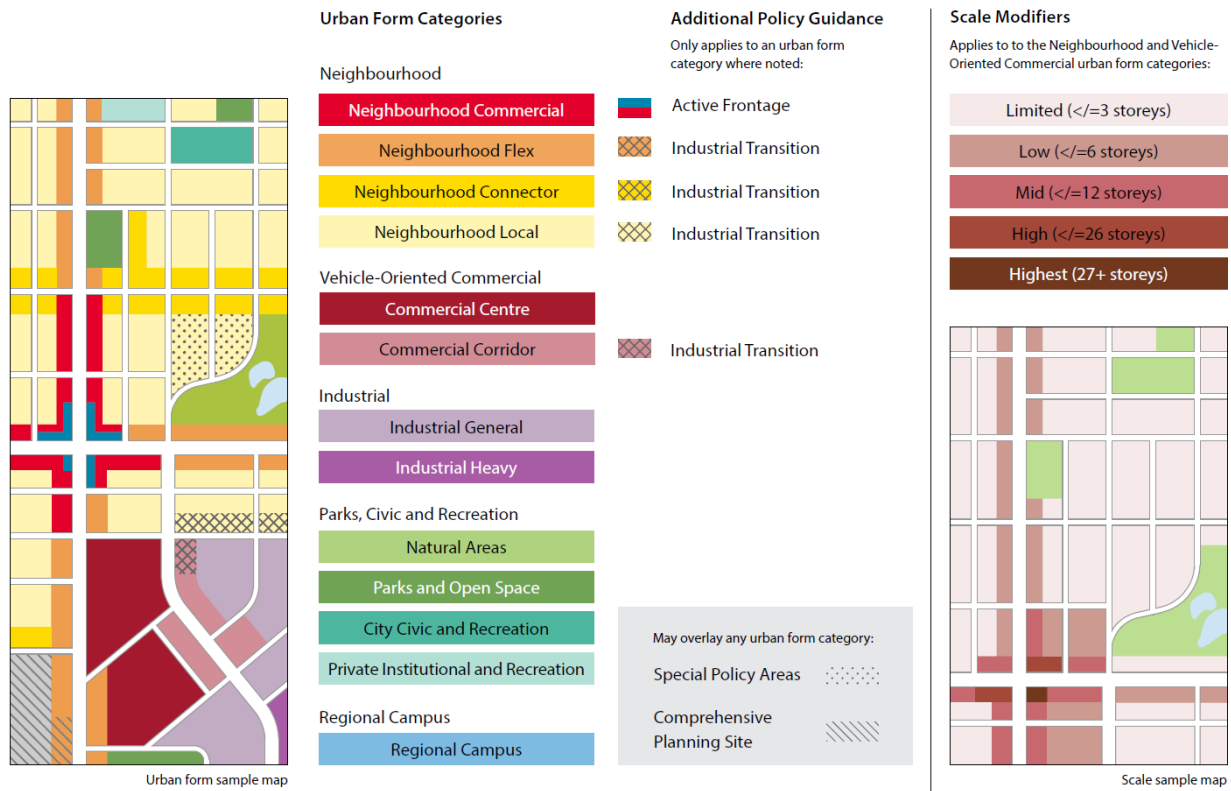 Urban Form Categories
Neighbourhood
Neighbourhood Commercial
Neighbourhood Flex
Neighbourhood Connector
Neighbourhood Local
Vehicle-Oriented Commercial
Commercial Centre
Commercial Corridor
Industrial
Industrial General
Industrial Heavy
Parks, Civic and Recreation
Natural Areas
Parks and Open Space
City Civic and Recreation
Private Institutional and Recreation
Regional Campus
Regional Campus
Urban form sample map
Additional Policy Guidance
Only applies to an urban form
category where noted:
Active Frontage
Industrial Transition
Industrial Transition
Industrial Transition
Industrial Transition
May overlay any urban form category:
Special Policy Areas
Comprehensive
Planning Site
Scale Modifiers
Applies to to the Neighbourhood and Vehicle-
Oriented Commercial urban form categories:
Limited (</=3 storeys)
Low (</=6 storeys)
Mid (</=12 storeys)
High (</=26 storeys)
Highest (27+ storeys)
Scale sample map